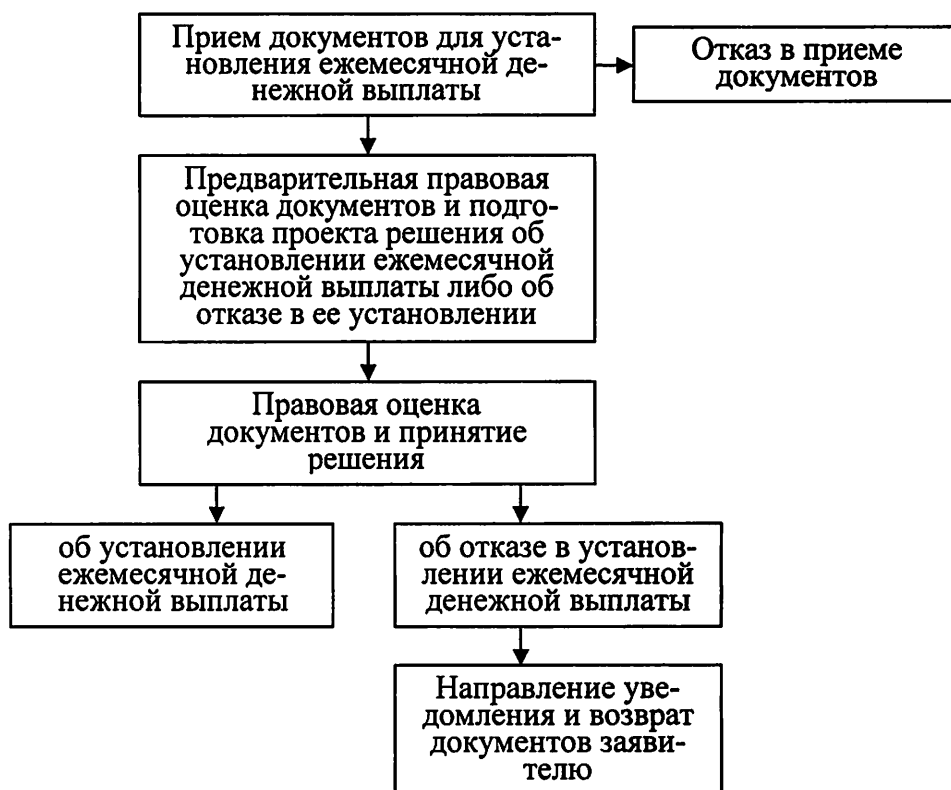 Прием документов для уста-
новления ежемесячной де-
нежной выплаты
Отказ в приеме
документов
Предварительная правовая
оценка документов и подго-
товка проекта решения об
установлении ежемесячной
денежной выплаты либо об
отказе в ее установлении
Правовая оценка
документов и принятие
решения
об установлении
ежемесячной де-
нежной выплаты
об отказе в установ-
лении ежемесячной
денежной выплаты
Направление уве-
домления и возврат
документов заяви-
телю